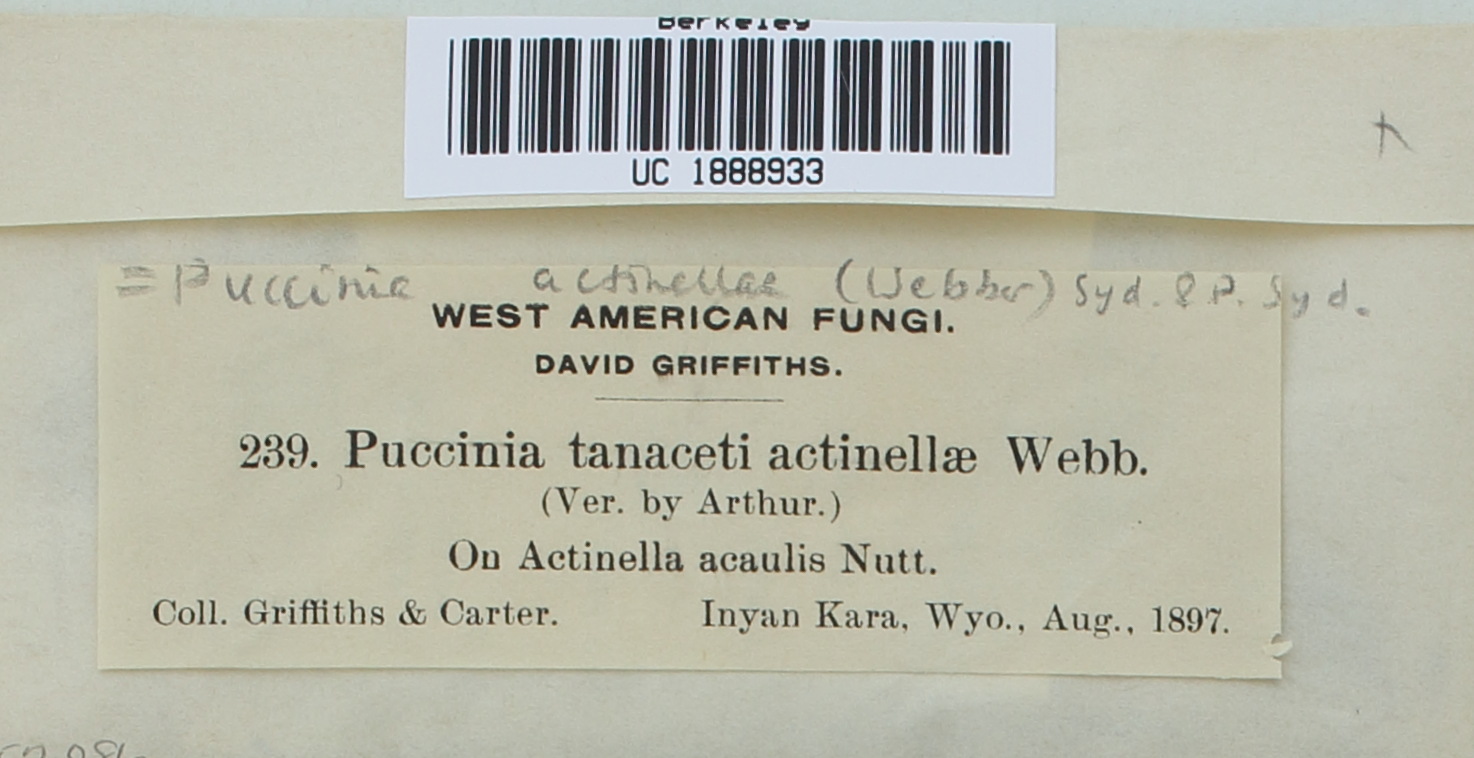 Berkeley
UC 1888933
= Puccinia actinellae (Webber) Syd. & P. Syd.
WEST AMERICAN FUNGI.
DAVID GRIFFITHS.
239. Puccinia tanaceti actinellæ Webb.
(Ver. by Arthur.)
On Actinella acaulis Nutt.
Coll. Griffiths & Carter. Inyan Kara, Wyo., Aug., 1897.